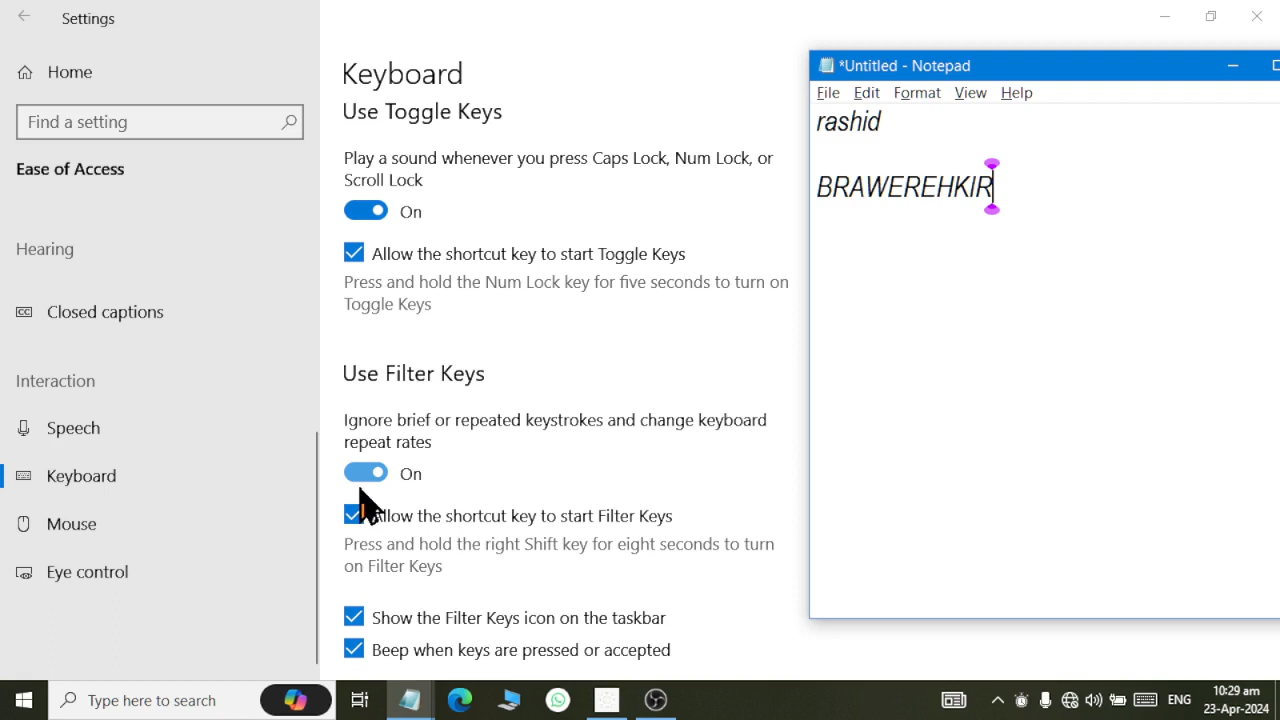 Settings
Home
Find a setting
Ease of Access
Hearing
Closed captions
Interaction
Speech
Keyboard
Mouse
Eye control
Keyboard
Use Toggle Keys
Play a sound whenever you press Caps Lock, Num Lock, or
Scroll Lock
On
Allow the shortcut key to start Toggle Keys
Press and hold the Num Lock key for five seconds to turn on
Toggle Keys
Use Filter Keys
Ignore brief or repeated keystrokes and change keyboard
repeat rates
On
Allow the shortcut key to start Filter Keys
Press and hold the right Shift key for eight seconds to turn
on Filter Keys
Show the Filter Keys icon on the taskbar
Beep when keys are pressed or accepted
*Untitled - Notepad
File Edit Format View Help
rashid
BRAWEREHKIR
Type here to search
ENG
10:29 am
23-Apr-2024